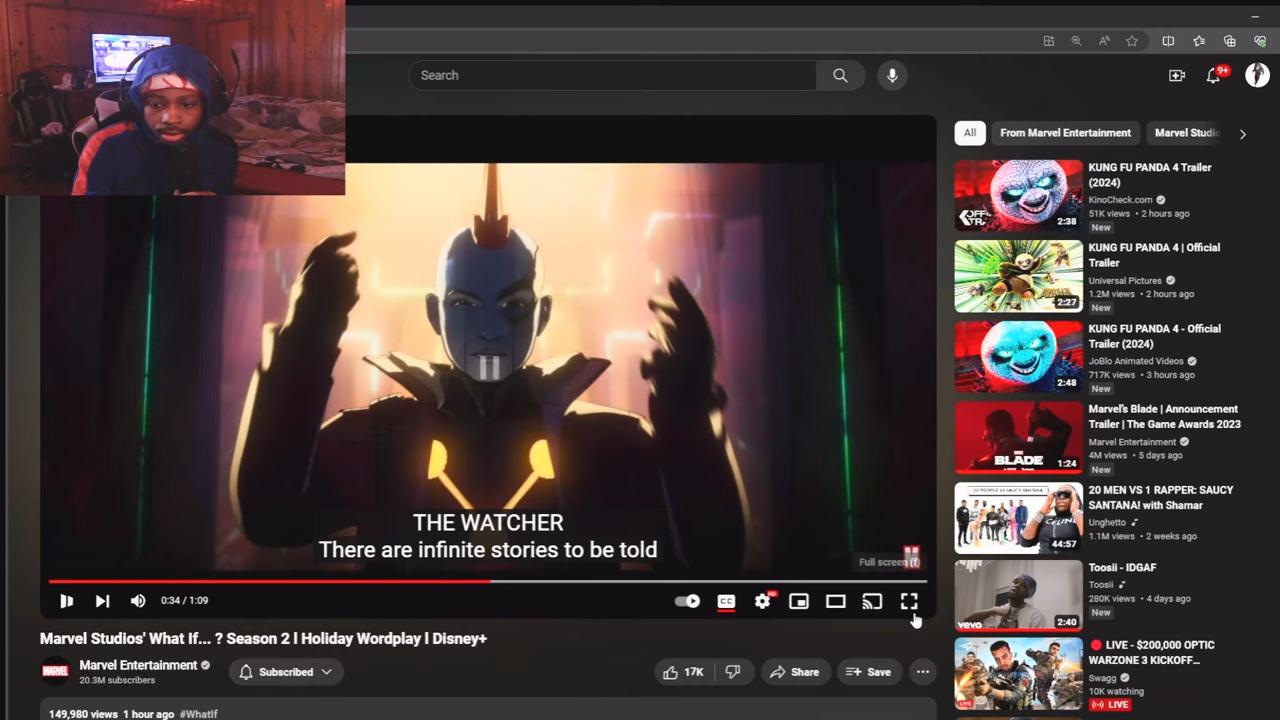 Search
9+
All
From Marvel Entertainment
Marvel Studio
KUNG FU PANDA 4 Trailer
(2024)
KinoCheck.com
51K views • 2 hours ago
New
2:38
KUNG FU PANDA 4 | Official
Trailer
Universal Pictures
1.2M views • 2 hours ago
New
2:27
KUNG FU PANDA 4 - Official
Trailer (2024)
JoBlo Animated Videos
717K views • 3 hours ago
New
2:48
Marvel's Blade | Announcement
Trailer | The Game Awards 2023
Marvel Entertainment
4M views • 5 days ago
New
BLADE
1:24
20 MEN VS 1 RAPPER: SAUCY
SANTANA! with Shamar
Unghetto
1.1M views • 2 weeks ago
44:57
Toosii - IDGAF
Toosii
280K views • 4 days ago
New
vevo
2:40
LIVE - $200,000 OPTIC
WARZONE 3 KICKOFF...
Swagg
10K watching
LIVE
LIVE
THE WATCHER
There are infinite stories to be told
Full screen (f)
0:34 / 1:09
CC
HD
Marvel Studios' What If... ? Season 2 l Holiday Wordplay l Disney+
MARVEL
Marvel Entertainment
20.3M subscribers
Subscribed
17K
Share
Save
149,980 views 1 hour ago #WhatIf